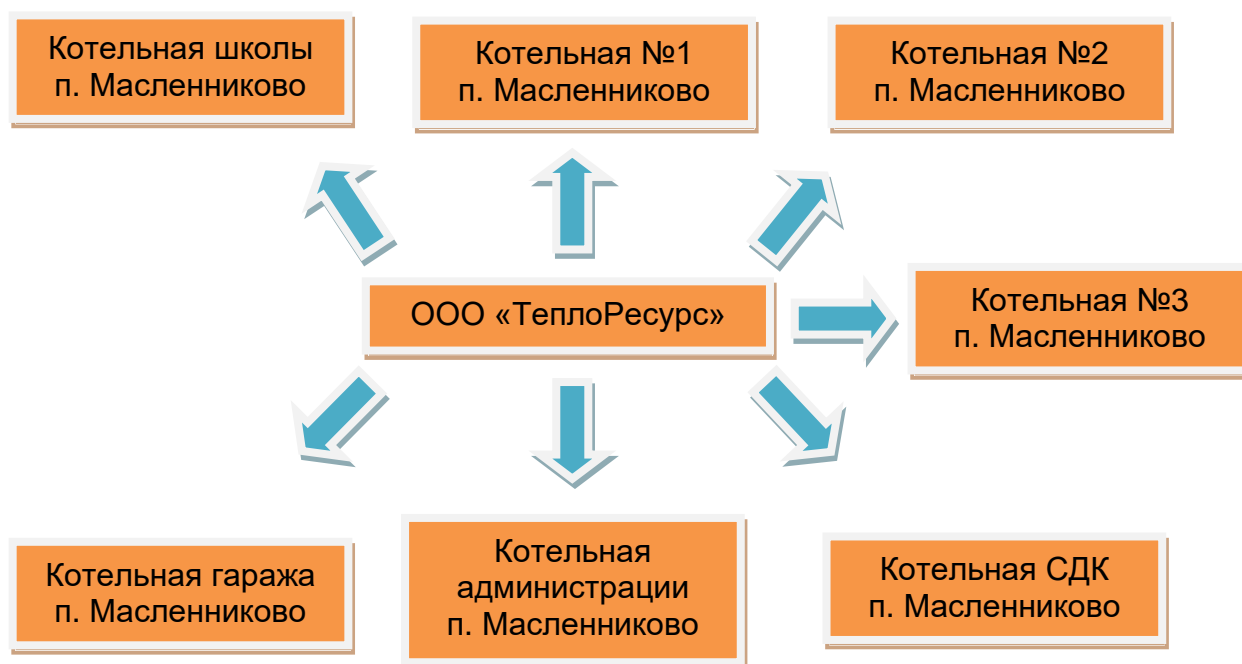 Котельная школы
п. Масленниково
Котельная №1
п. Масленниково
Котельная №2
п. Масленниково
ООО «ТеплоРесурс»
Котельная №3
п. Масленниково
Котельная гаража
п. Масленниково
Котельная
администрации
п. Масленниково
Котельная СДК
п. Масленниково